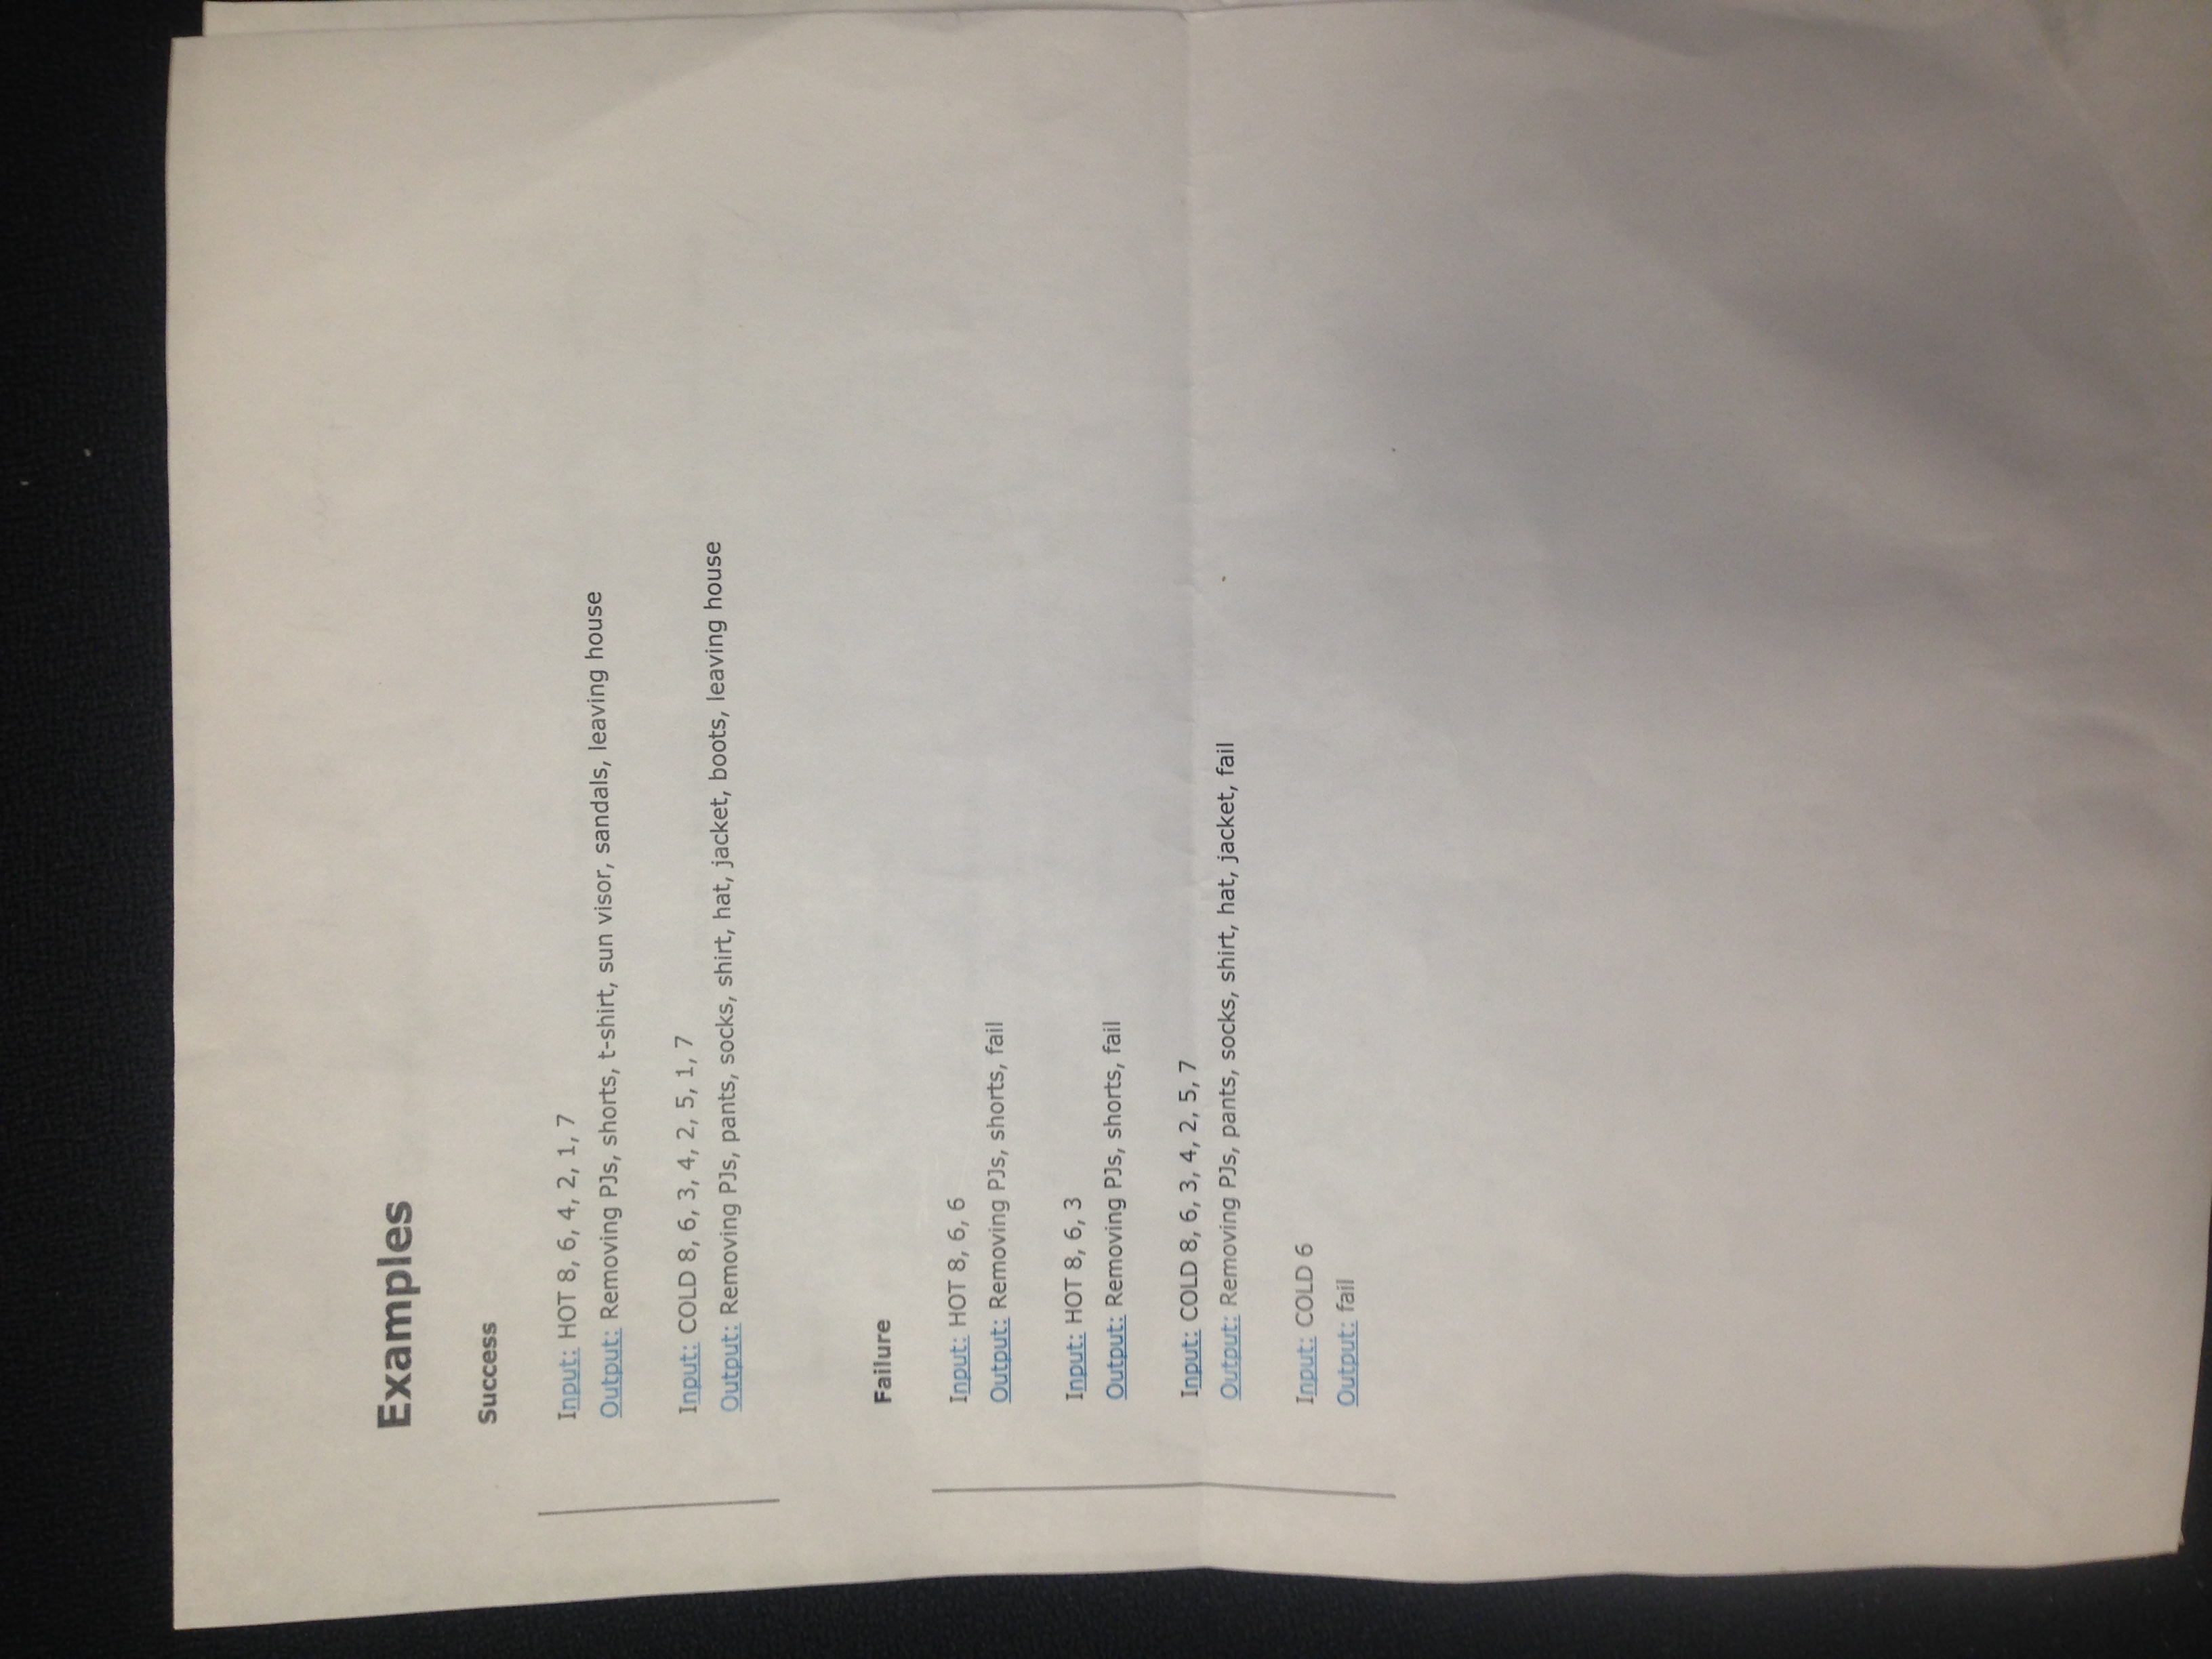 Examples
Success
Input: HOT 8, 6, 4, 2, 1, 7
Output: Removing PJs, shorts, t-shirt, sun visor, sandals, leaving house
Input: COLD 8, 6, 3, 4, 2, 5, 1, 7
Output: Removing PJs, pants, socks, shirt, hat, jacket, boots, leaving house
Failure
Input: HOT 8, 6, 6
Output: Removing PJs, shorts, fail
Input: HOT 8, 6, 3
Output: Removing PJs, shorts, fail
Input: COLD 8, 6, 3, 4, 2, 5, 7
Output: Removing PJs, pants, socks, shirt, hat, jacket, fail
Input: COLD 6
Output: fail